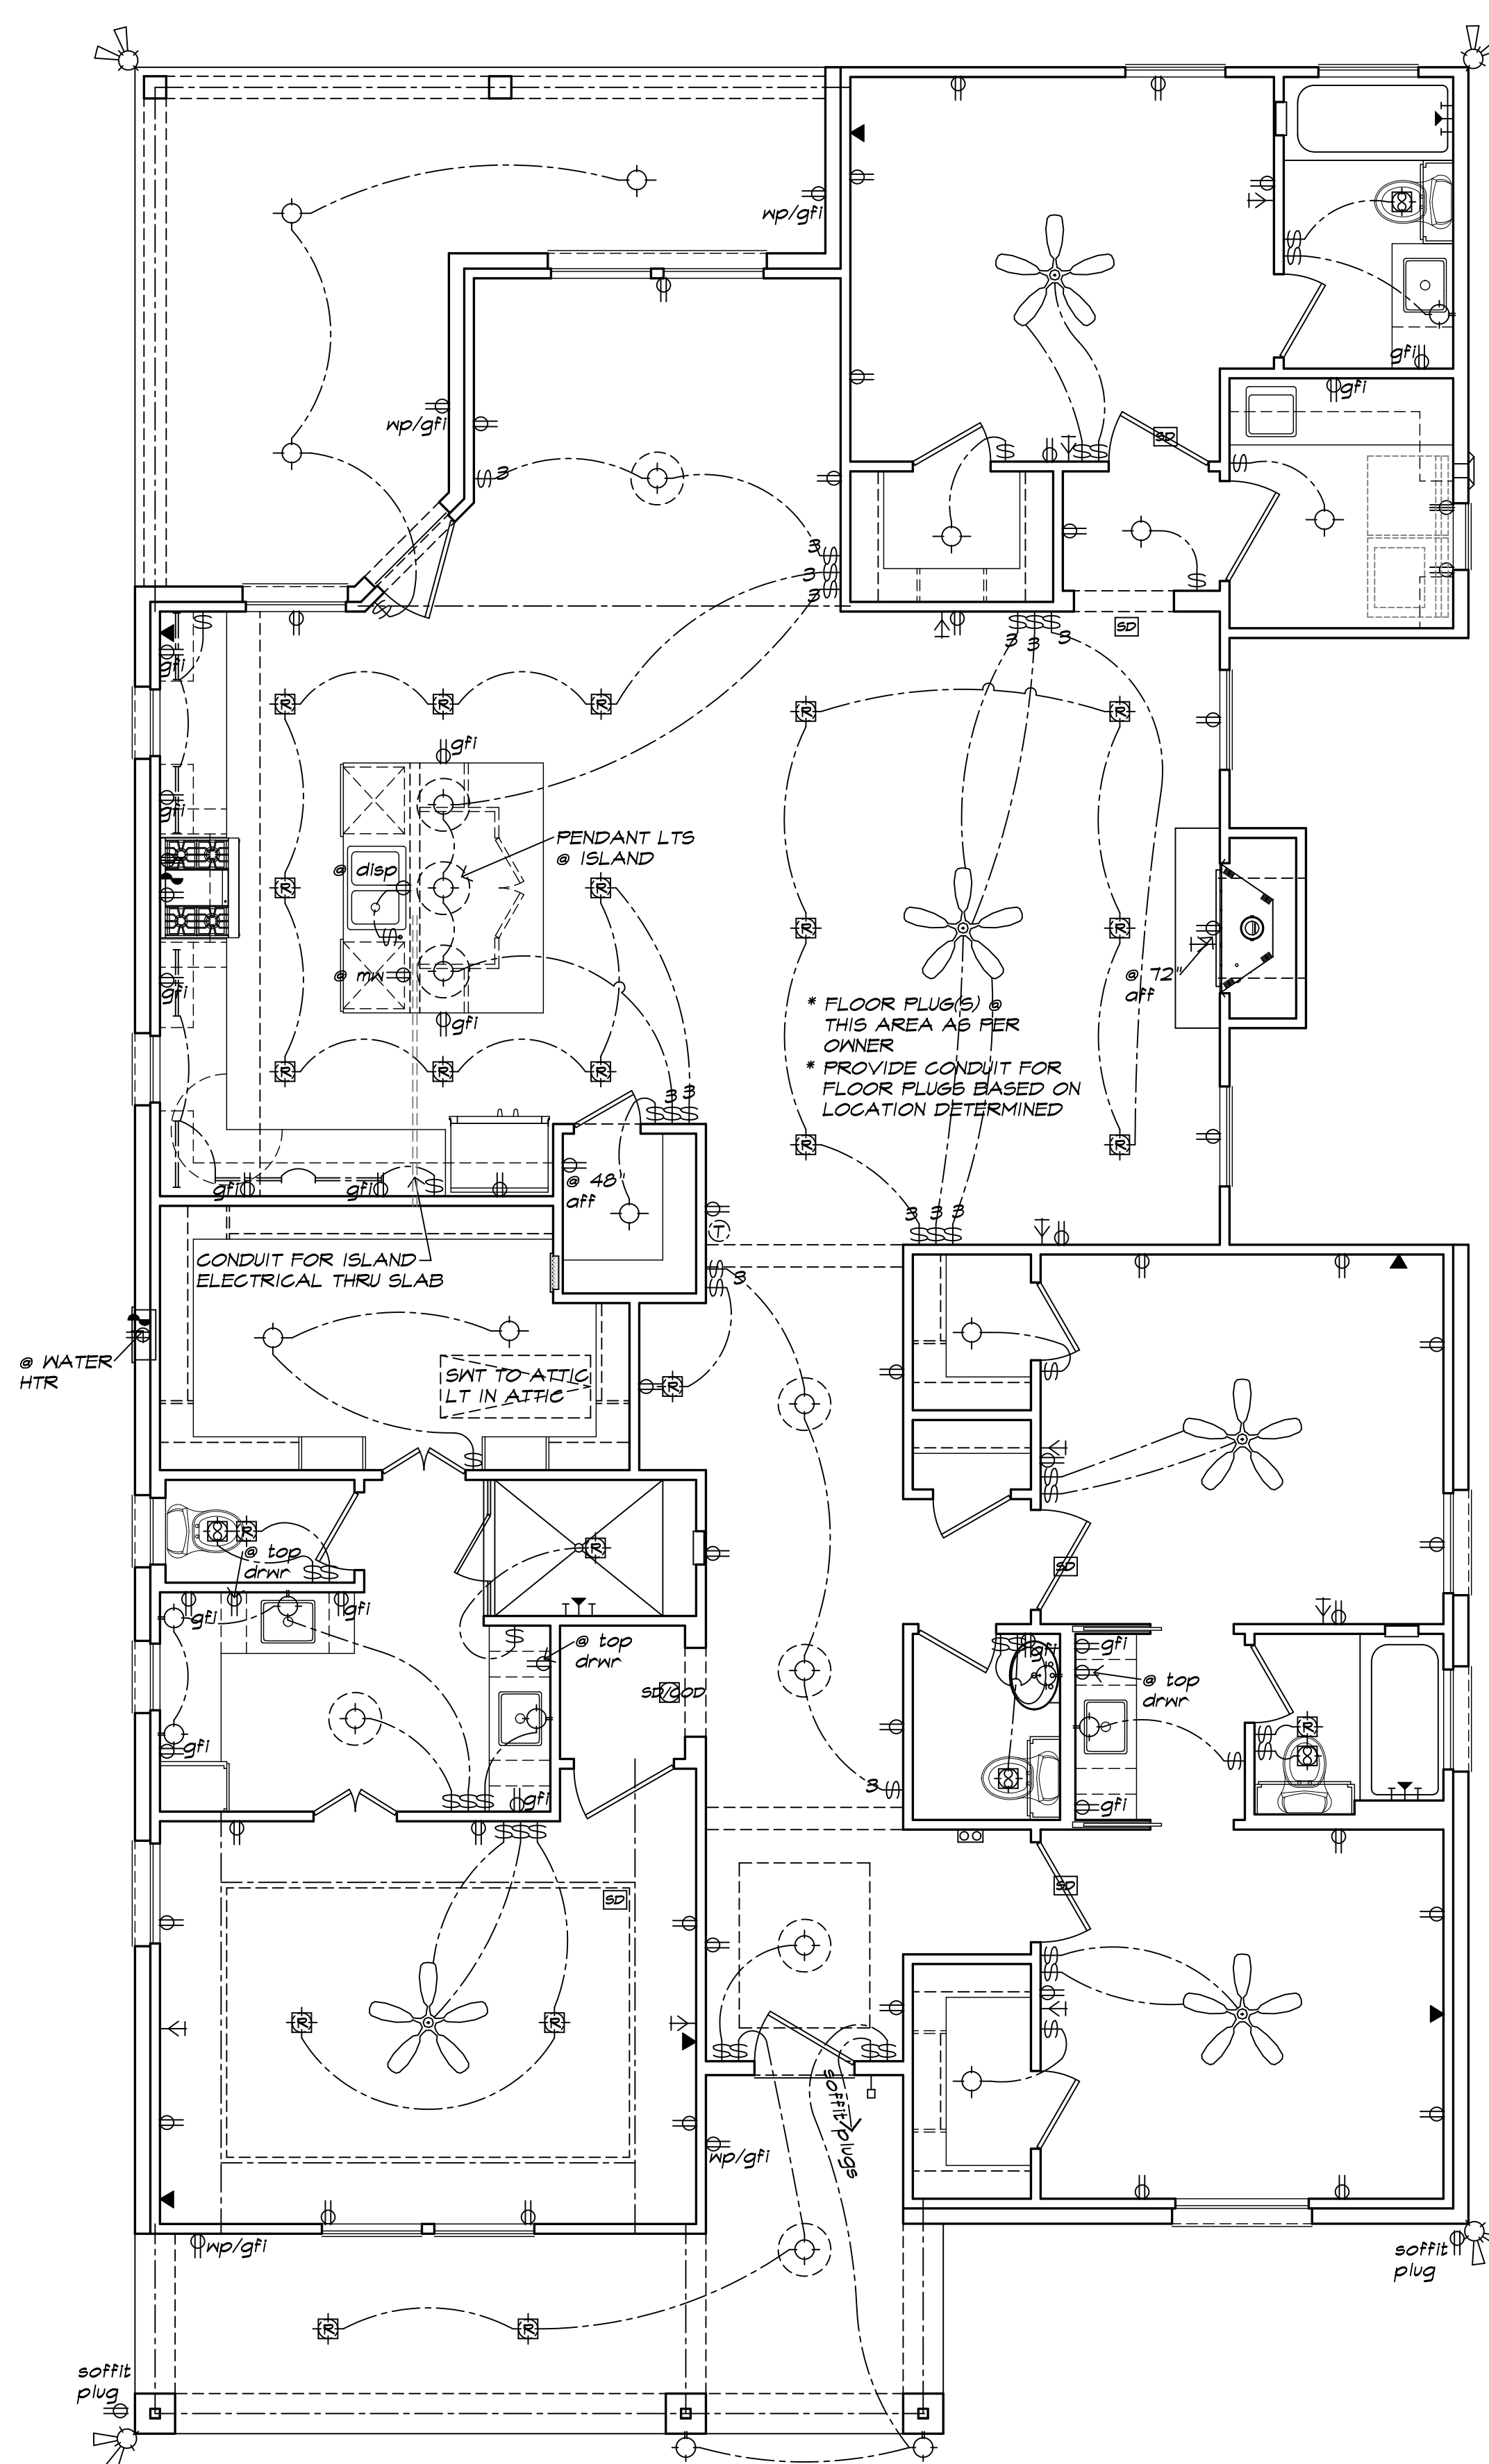 wp/gfi
gfi
wp/gfi
gfi
SD
3
3
3
3
SD
3
3
3
gfi
R
R
R
R
R
gfi
gfi
PENDANT LTS
@ ISLAND
@ disp
R
R
R
R
@ mw
gfi
gfi
@ 72"
aff
* FLOOR PLUG(S) @
THIS AREA AS PER
OWNER
* PROVIDE CONDUIT FOR
FLOOR PLUGS BASED ON
LOCATION DETERMINED
R
R
R
3
3
R
R
@ 48"
aff
gfi
gfi
3
3
3
T
CONDUIT FOR ISLAND
ELECTRICAL THRU SLAB
3
@ WATER
HTR
SWT TO ATTIC
LT IN ATTIC
R
R
R
@ top
drwr
SD
gfi
gfi
@ top
drwr
gfi
gfi
@ top
drwr
SD/COD
R
gfi
3
gfi
gfi
SD
SD
R
R
soffit plugs
wp/gfi
wp/gfi
soffit
plug
R
R
soffit
plug